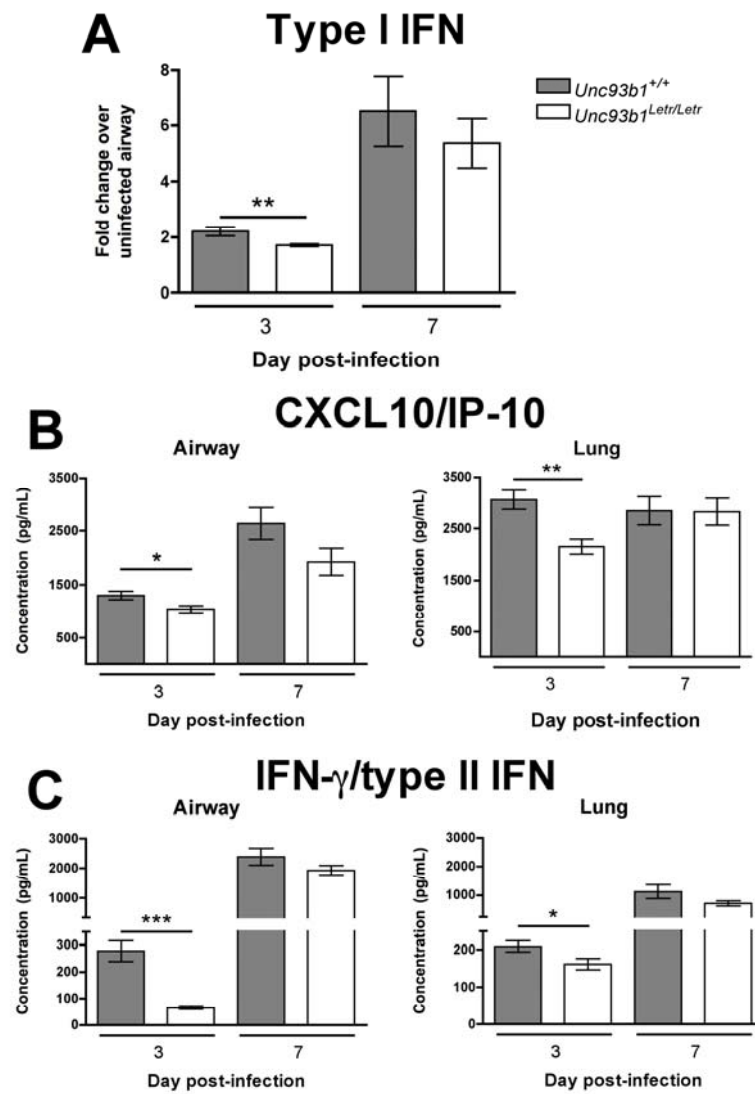 A
Type I IFN
Fold change over
uninfected airway
8
6
4
2
0
**
3
7
Day post-infection
Unc93b1+/+
Unc93b1Letr/Letr
B
CXCL10/IP-10
Airway
Concentration (pg/mL)
3500
2500
1500
500
*
3
7
Day post-infection
Lung
Concentration (pg/mL)
3500
2500
1500
500
**
3
7
Day post-infection
C
IFN-γ/type II IFN
Airway
Concentration (pg/mL)
3000
2000
1000
300
200
100
0
***
3
7
Day post-infection
Lung
Concentration (pg/mL)
3000
2000
1000
200
100
0
*
3
7
Day post-infection